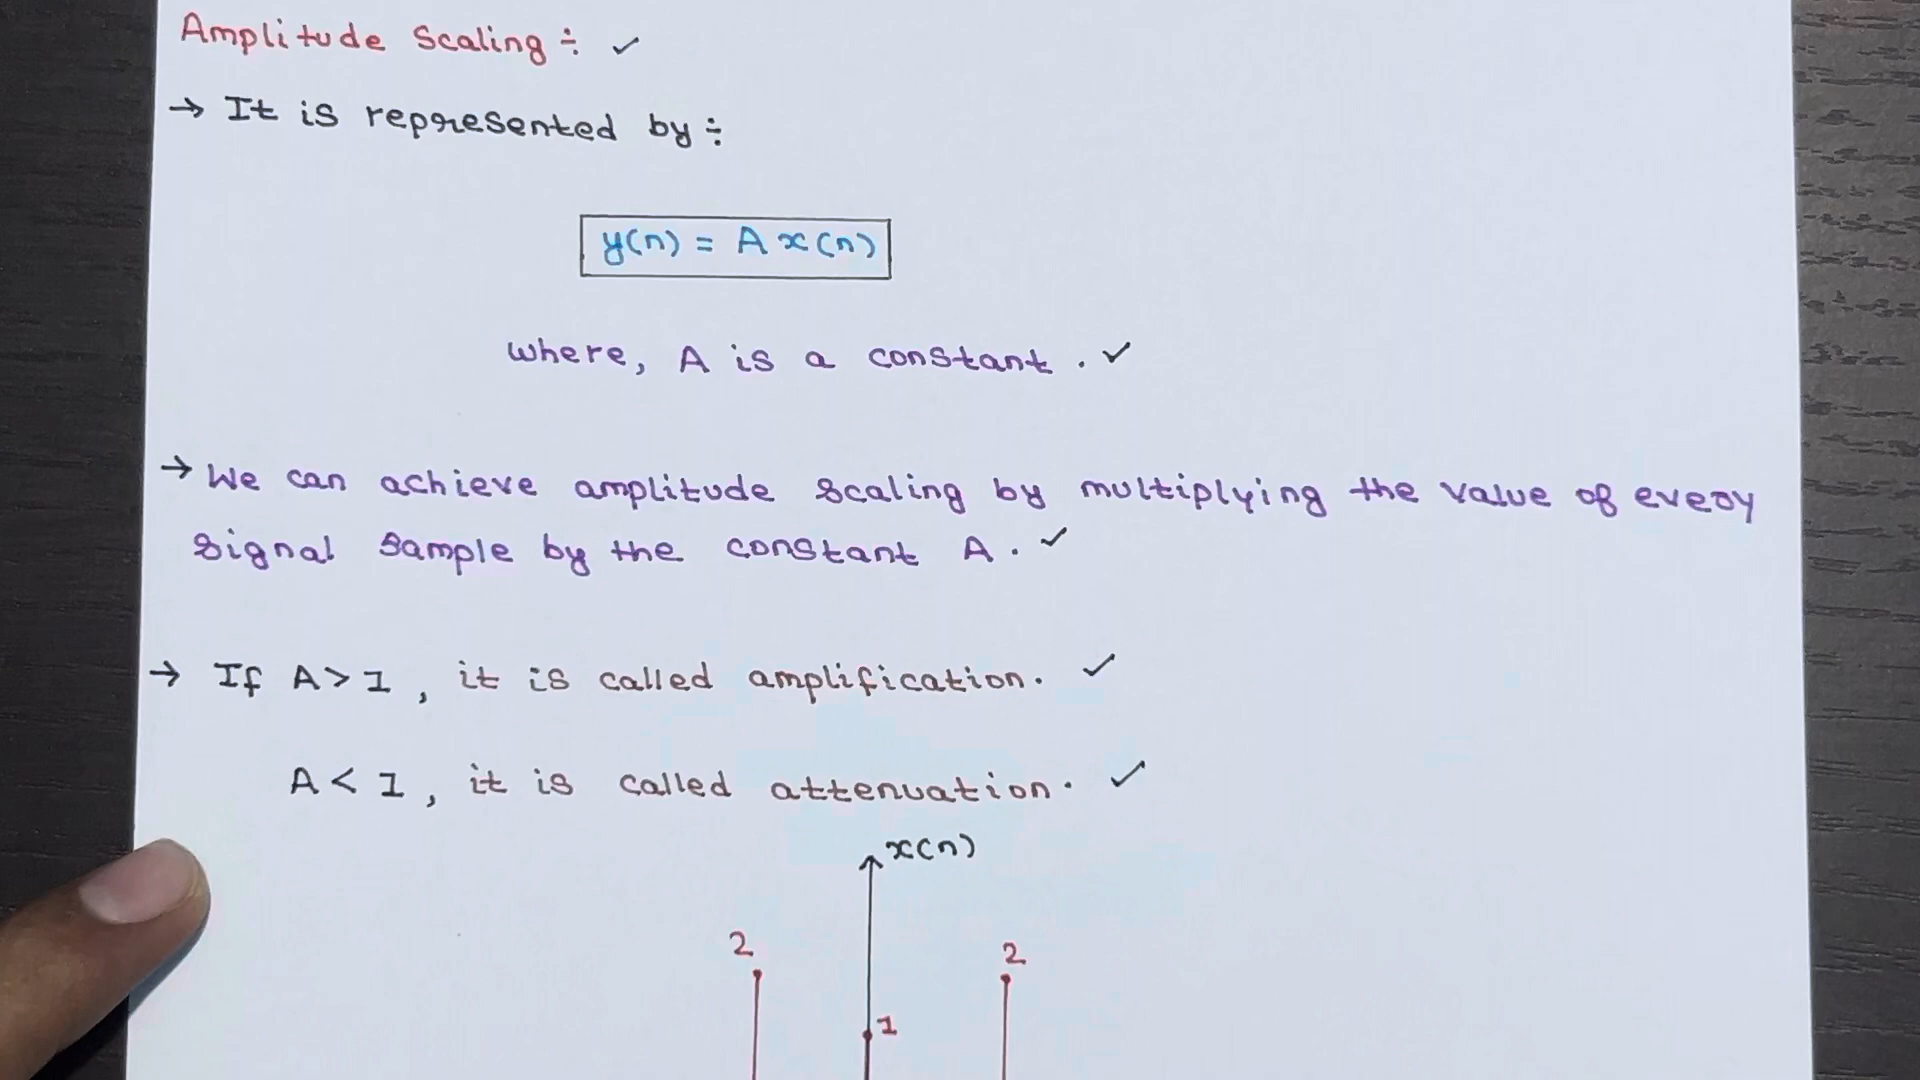 Amplitude Scaling ÷ ✓
→ It is represented by ÷
y(n) = A x(n)
where, A is a constant. ✓
→ We can achieve amplitude scaling by multiplying the value of every
signal sample by the constant A. ✓
→ If A > 1, it is called amplification. ✓
A < 1, it is called attenuation. ✓
x(n)
2
2
1